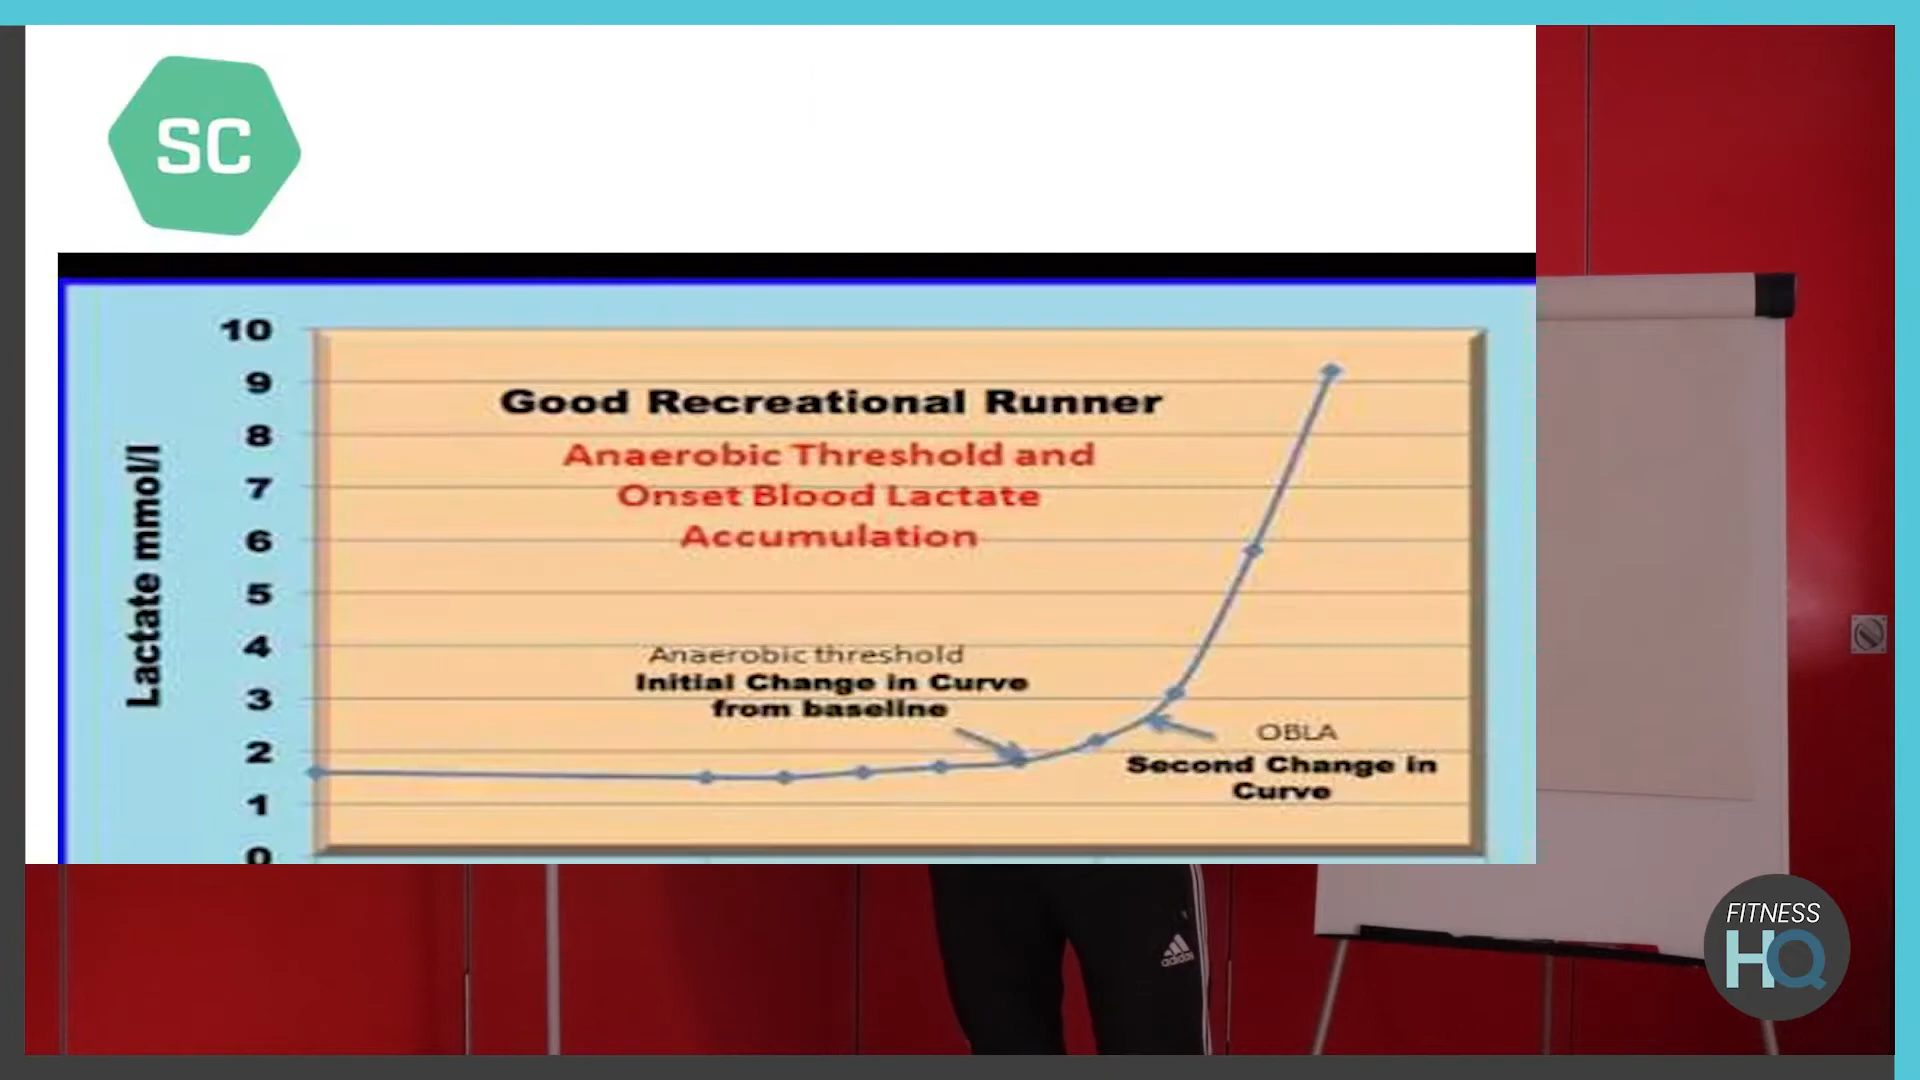 SC
10
9
8
7
6
5
4
3
2
1
0
Lactate mmol/l
Good Recreational Runner
Anaerobic Threshold and
Onset Blood Lactate
Accumulation
Anaerobic threshold
Initial Change in Curve
from baseline
OBLA
Second Change in
Curve
adidas
FITNESS
HQ